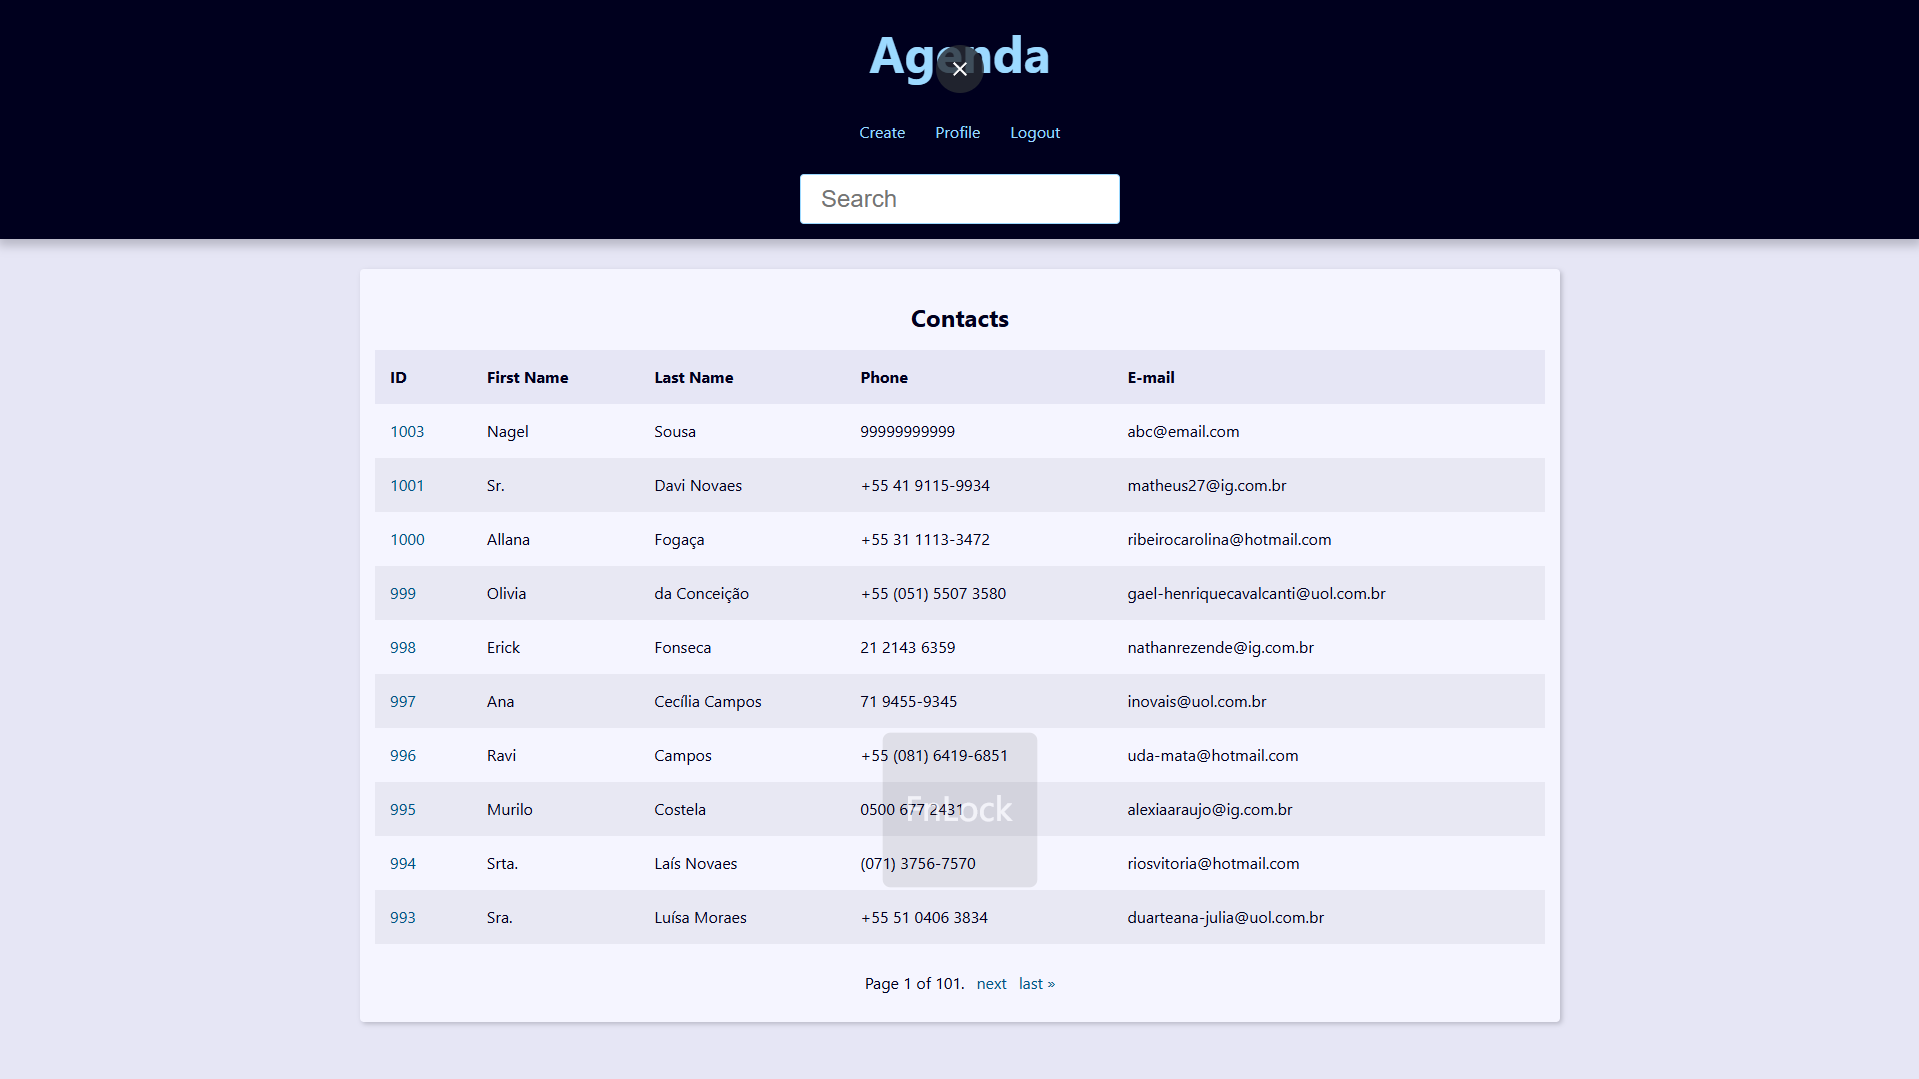 Agenda
Create Profile Logout
Search
Contacts
ID First Name Last Name Phone E-mail
1003 Nagel Sousa 99999999999 abc@email.com
1001 Sr. Davi Novaes +55 41 9115-9934 matheus27@ig.com.br
1000 Allana Fogaça +55 31 1113-3472 ribeirocarolina@hotmail.com
999 Olivia da Conceição +55 (051) 5507 3580 gael-henriquecavalcanti@uol.com.br
998 Erick Fonseca 21 2143 6359 nathanrezende@ig.com.br
997 Ana Cecília Campos 71 9455-9345 inovais@uol.com.br
996 Ravi Campos +55 (081) 6419-6851 uda-mata@hotmail.com
995 Murilo Costela 0500 677 2431 alexiaaraujo@ig.com.br
FnLock
994 Srta. Laís Novaes (071) 3756-7570 riosvitoria@hotmail.com
993 Sra. Luísa Moraes +55 51 0406 3834 duarteana-julia@uol.com.br
Page 1 of 101. next last »